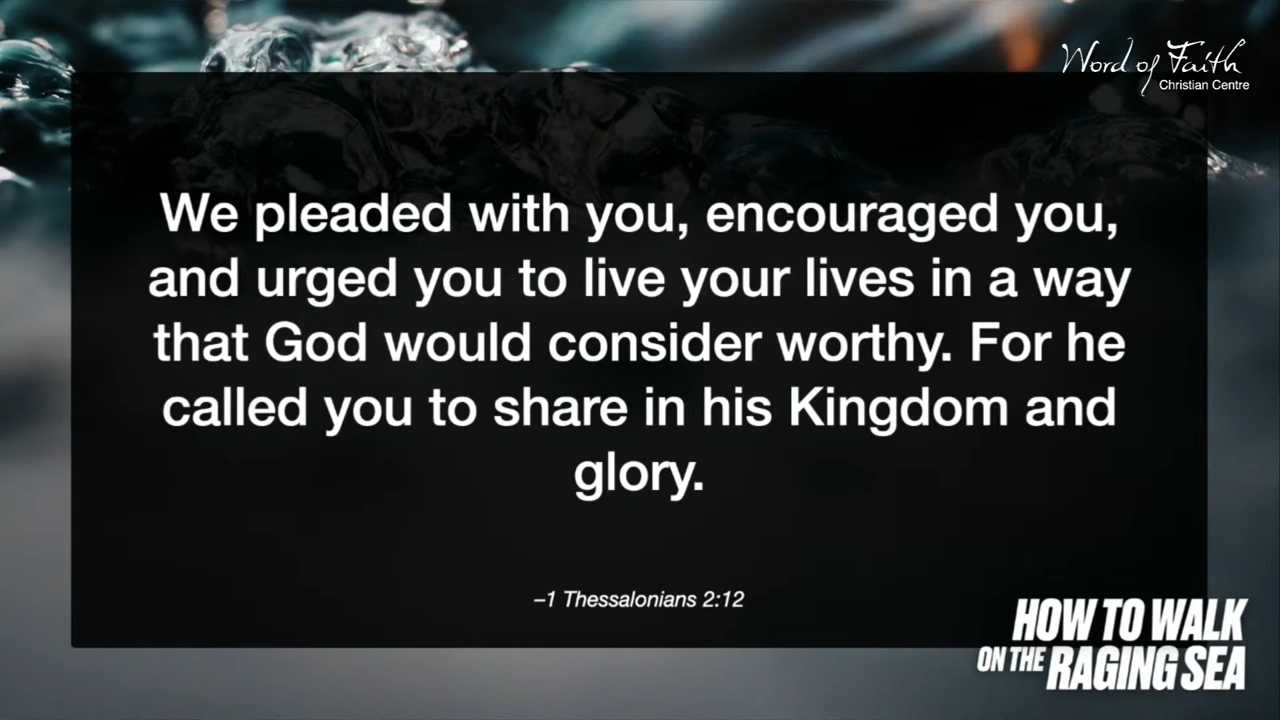 Word of Faith
Christian Centre
We pleaded with you, encouraged you,
and urged you to live your lives in a way
that God would consider worthy. For he
called you to share in his Kingdom and
glory.
–1 Thessalonians 2:12
HOW TO WALK
ON THE RAGING SEA